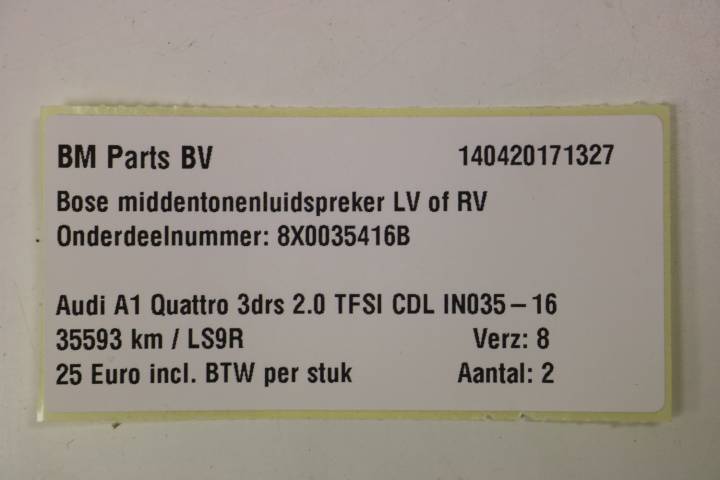 BM Parts BV 140420171327
Bose middentonenluidspreker LV of RV
Onderdeelnummer: 8X0035416B
Audi A1 Quattro 3drs 2.0 TFSI CDL IN035 – 16
35593 km / LS9R Verz: 8
25 Euro incl. BTW per stuk Aantal: 2